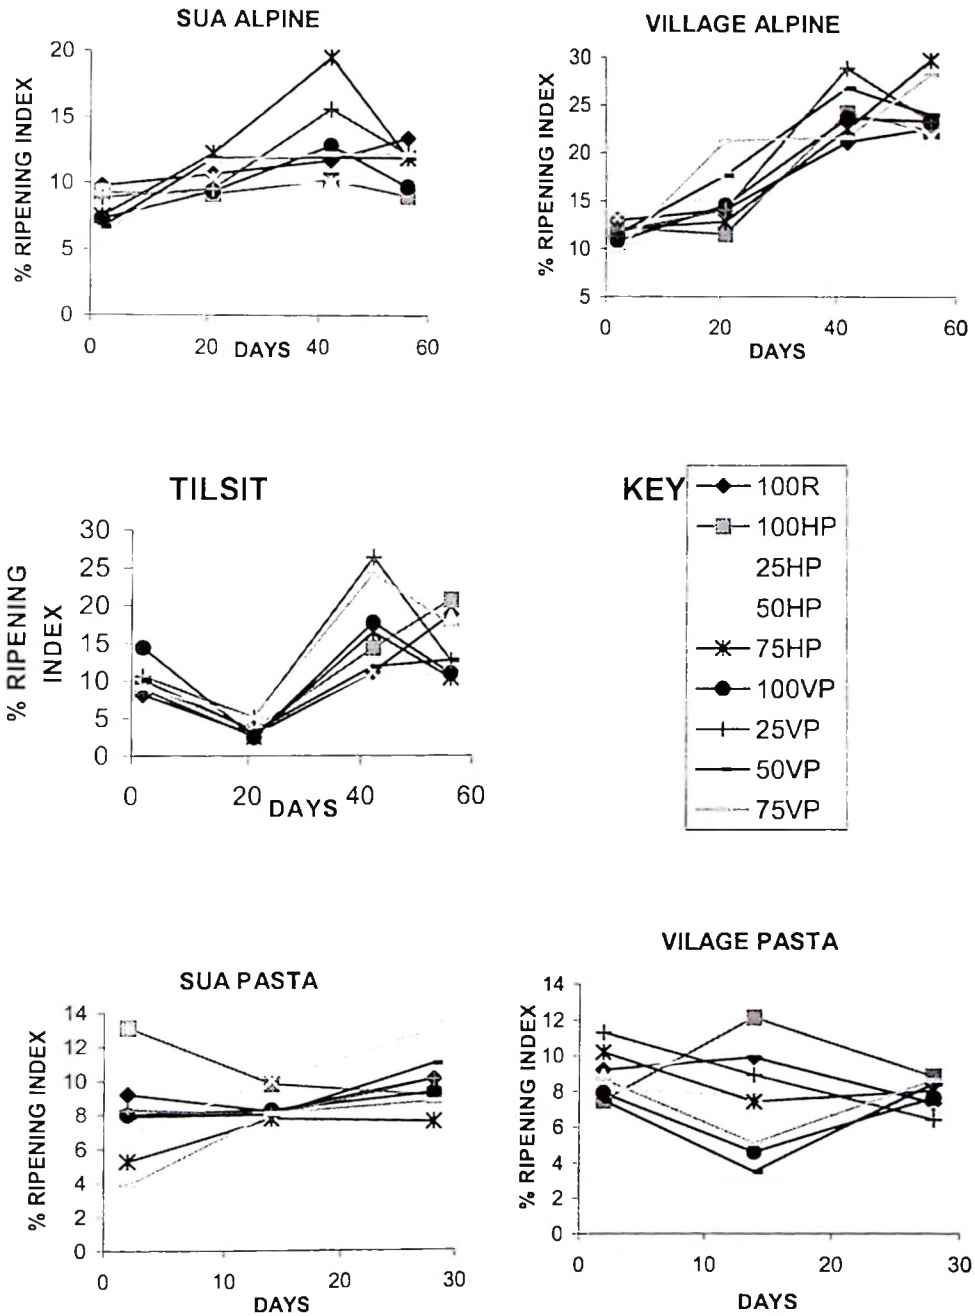 SUA ALPINE
% RIPENING INDEX
20
15
10
5
0
0 20 40 60
DAYS
VILLAGE ALPINE
% RIPENING INDEX
30
25
20
15
10
5
0 20 40 60
DAYS
TILSIT
% RIPENING
INDEX
30
25
20
15
10
5
0
0 20 40 60
DAYS
KEY
100R
100HP
25HP
50HP
75HP
100VP
25VP
50VP
75VP
SUA PASTA
% RIPENING INDEX
14
12
10
8
6
4
2
0
0 10 20 30
DAYS
VILAGE PASTA
% RIPENING INDEX
14
12
10
8
6
4
2
0
0 10 20 30
DAYS